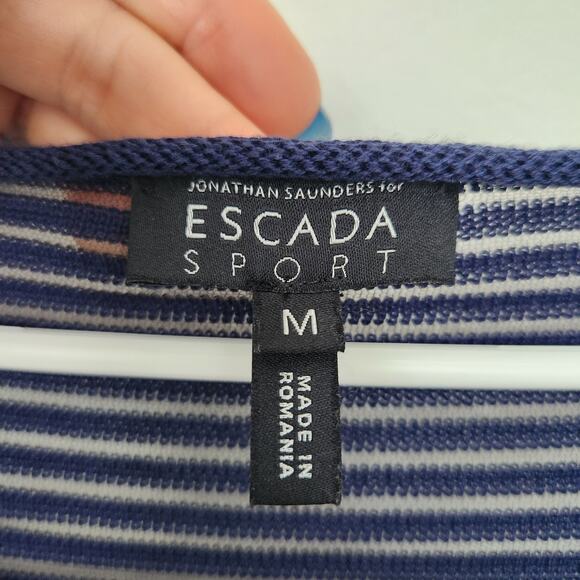 JONATHAN SAUNDERS for
ESCADA
SPORT
M
MADE IN
ROMANIA